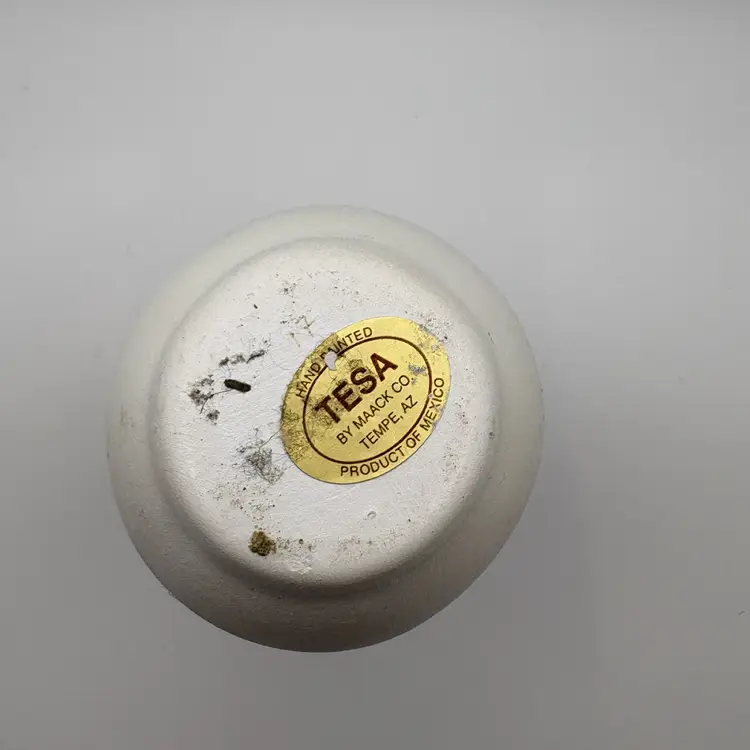 HAND PAINTED
TESA
BY MAACK CO.
TEMPE, AZ
PRODUCT OF MEXICO